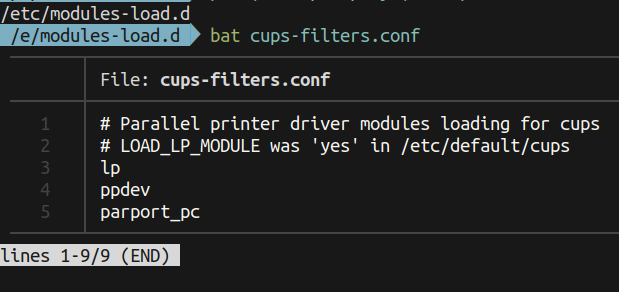 /etc/modules-load.d
/e/modules-load.d bat cups-filters.conf
File: cups-filters.conf
1 # Parallel printer driver modules loading for cups
2 # LOAD_LP_MODULE was 'yes' in /etc/default/cups
3 lp
4 ppdev
5 parport_pc
lines 1-9/9 (END)